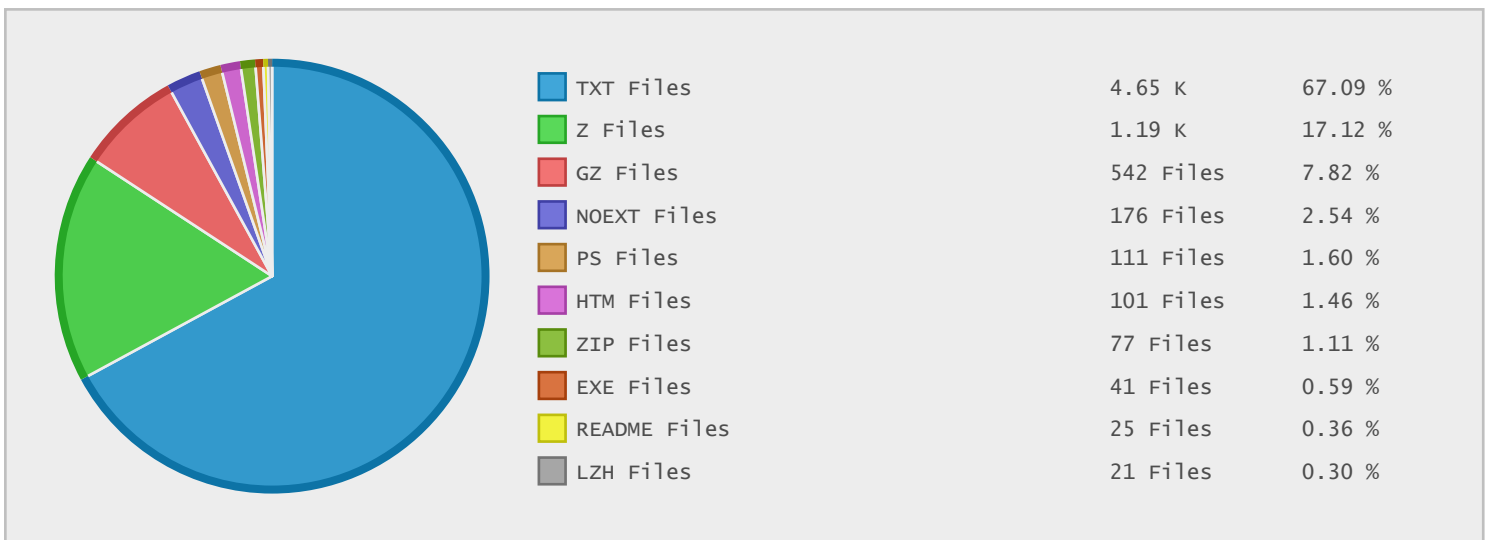 TXT Files 4.65 K 67.09 %
Z Files 1.19 K 17.12 %
GZ Files 542 Files 7.82 %
NOEXT Files 176 Files 2.54 %
PS Files 111 Files 1.60 %
HTM Files 101 Files 1.46 %
ZIP Files 77 Files 1.11 %
EXE Files 41 Files 0.59 %
README Files 25 Files 0.36 %
LZH Files 21 Files 0.30 %